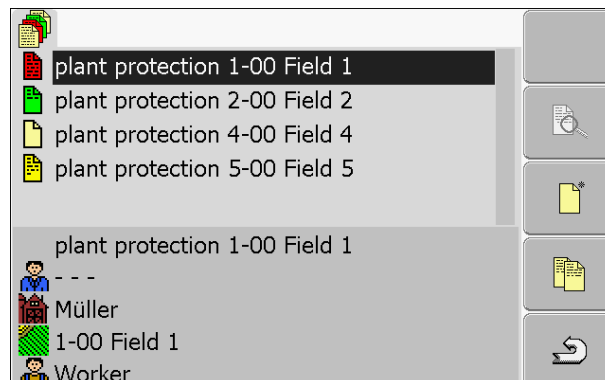 plant protection 1-00 Field 1
plant protection 2-00 Field 2
plant protection 4-00 Field 4
plant protection 5-00 Field 5
plant protection 1-00 Field 1
- - -
Müller
1-00 Field 1
Worker